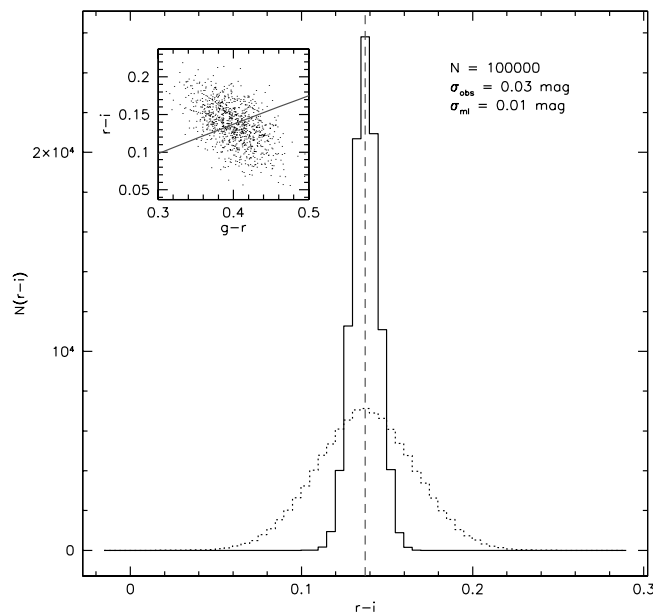 0.2
0.15
0.1
0.05
r−i
0.3 0.4 0.5
g−r
N = 100000
σobs = 0.03 mag
σml = 0.01 mag
2×10⁴
10⁴
0
N(r−i)
0 0.1 0.2 0.3
r−i